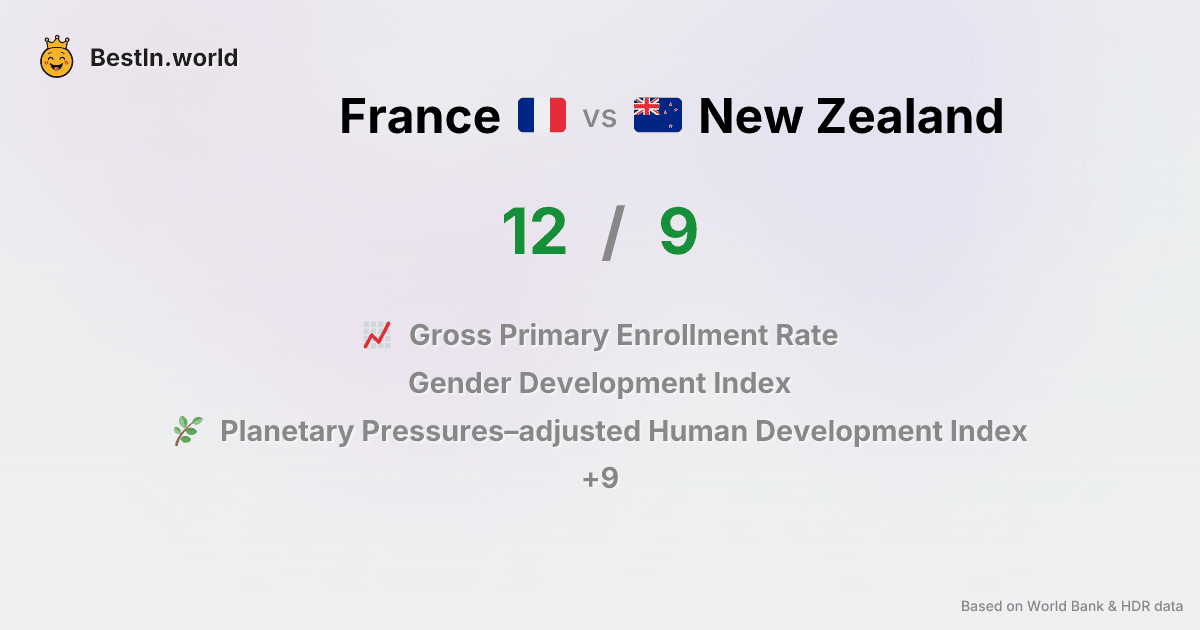 BestIn.world
France vs New Zealand
12 / 9
Gross Primary Enrollment Rate
Gender Development Index
Planetary Pressures–adjusted Human Development Index
+9
Based on World Bank & HDR data